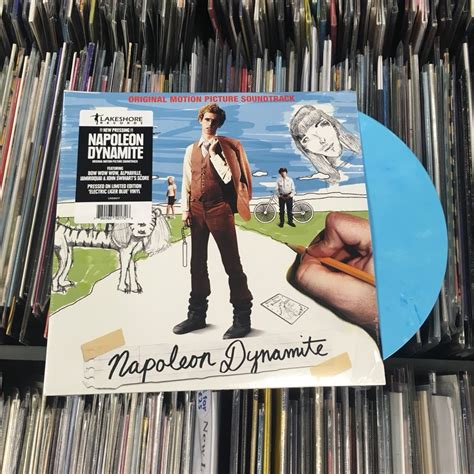 ORIGINAL MOTION PICTURE SOUNDTRACK
LAKESHORE
RECORDS
!! NEW PRESSING !!
NAPOLEON
DYNAMITE
ORIGINAL MOTION PICTURE SOUNDTRACK
FEATURING
BOW WOW WOW, ALPHAVILLE,
JAMIROQUAI & JOHN SWIHART'S SCORE
PRESSED ON LIMITED EDITION
'ELECTRIC LIGER BLUE' VINYL
Napoleon Dynamite